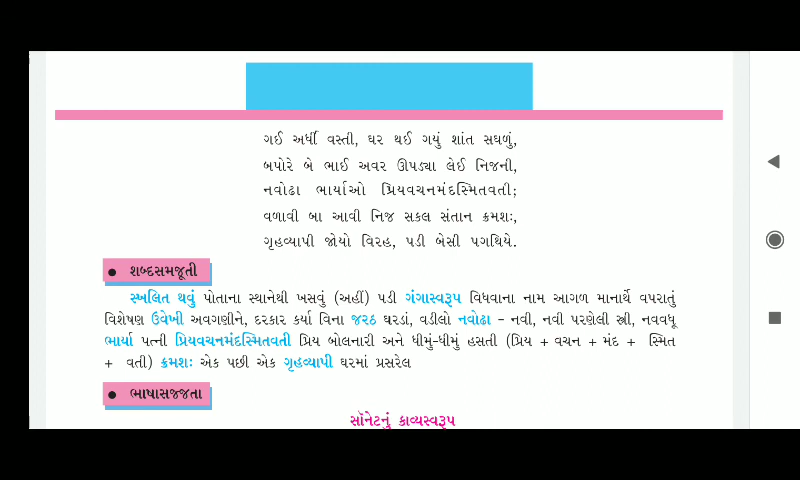 ગઈ અર્ધી વસ્તી, ઘર થઈ ગયું શાંત સઘળું,
બપોરે બે ભાઈ અવર ઊપડ્યા લેઈ નિજની,
નવોઢા ભાર્યાઓ પ્રિયવચનમંદસ્મિતવતી;
વળાવી બા આવી નિજ સકલ સંતાન ક્રમશઃ,
ગૃહવ્યાપી જોયો વિરહ, પડી બેસી પગથિયે.
● શબ્દસમજૂતી
સ્ખલિત થવું પોતાના સ્થાનેથી ખસવું (અહીં) પડી ગંગાસ્વરૂપ વિધવાના નામ આગળ માનાર્થે વપરાતું
વિશેષણ ઉવેખી અવગણીને, દરકાર કર્યા વિના જરઠ ઘરડાં, વડીલો નવોઢા – નવી, નવી પરણેલી સ્ત્રી, નવવધૂ
ભાર્યા પત્ની પ્રિયવચનમંદસ્મિતવતી પ્રિય બોલનારી અને ધીમું-ધીમું હસતી (પ્રિય + વચન + મંદ + સ્મિત
+ વતી) ક્રમશઃ એક પછી એક ગૃહવ્યાપી ઘરમાં પ્રસરેલ
● ભાષાસજ્જતા
સૉનેટનું કાવ્યસ્વરૂપ